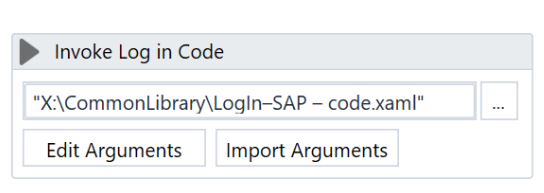 Invoke Log in Code
"X:\CommonLibrary\LogIn–SAP – code.xaml"
...
Edit Arguments
Import Arguments